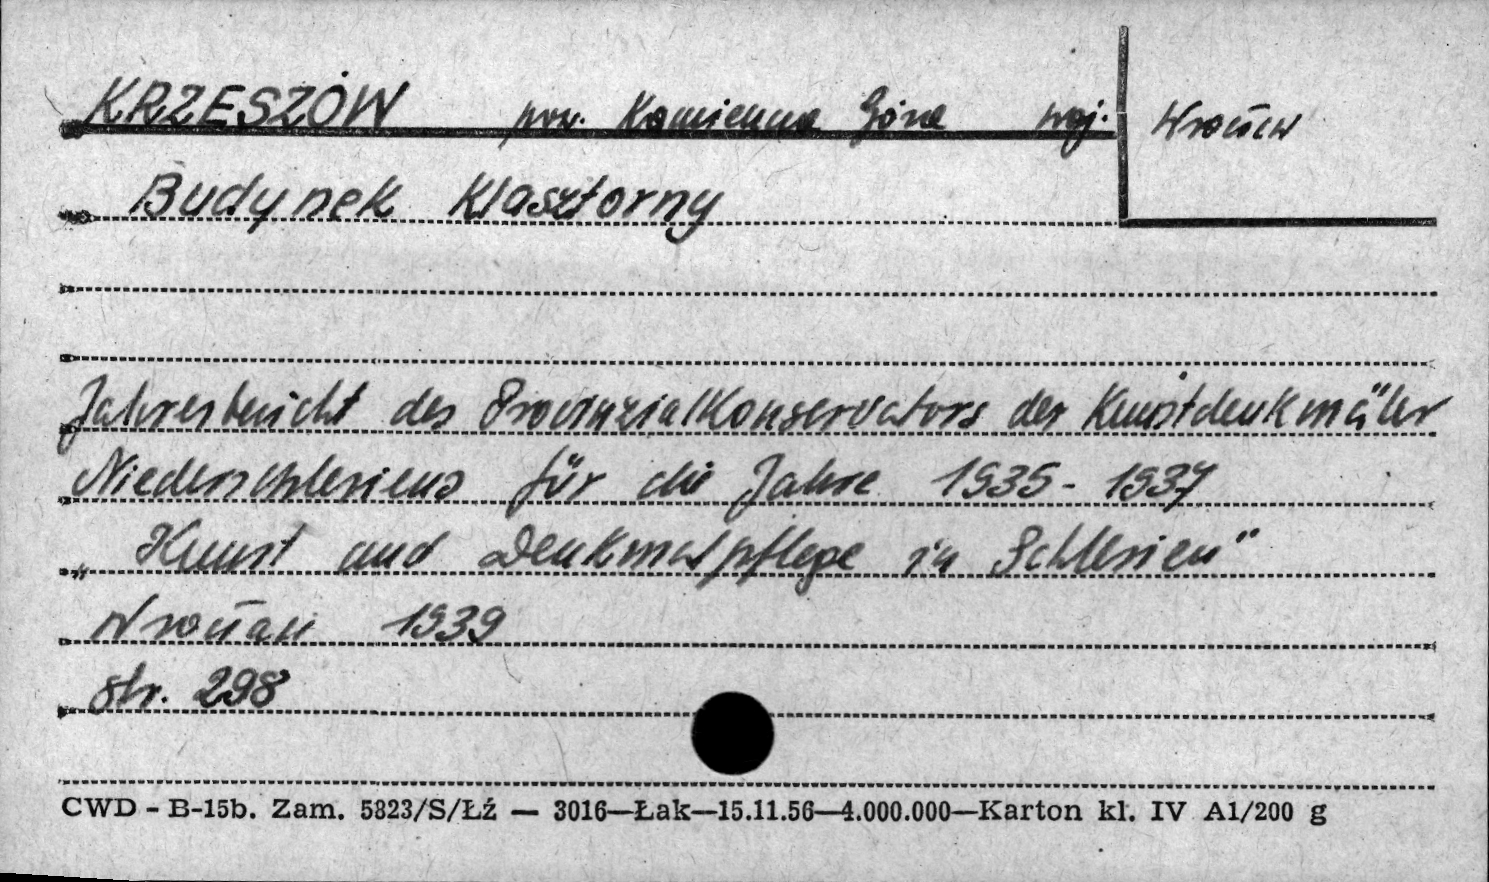 KRZESZÓW pow. Kamienna Góra woj. Wrocław
Budynek Klasztorny
Jahresbericht des Provinzialkonservators der Kunstdenkmäler
Niederschlesiens für die Jahre 1935-1937
„Kunst und Denkmalpflege in Schlesien"
1939
str. 298
CWD - B-15b. Zam. 5823/S/Łź — 3016—Łak—15.11.56—4.000.000—Karton kl. IV A1/200 g